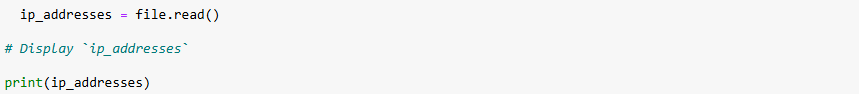 ip_addresses = file.read()
# Display `ip_addresses`
print(ip_addresses)